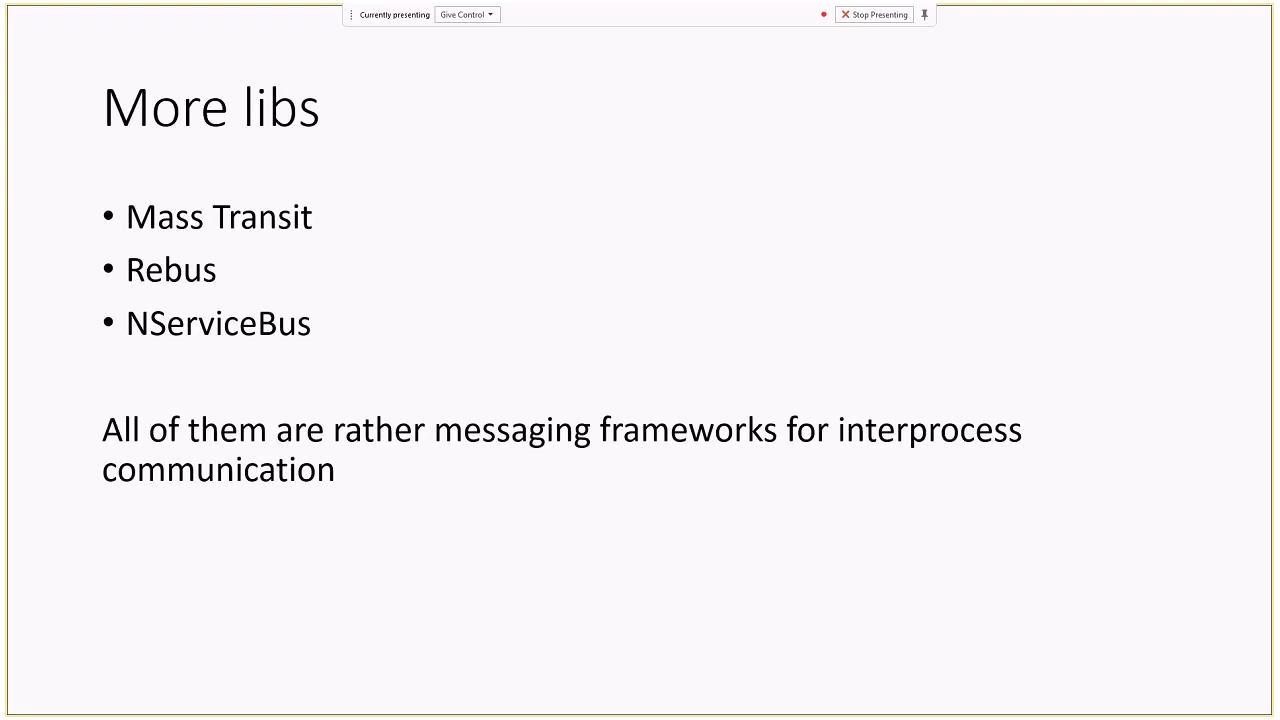 Currently presenting Give Control Stop Presenting
More libs
• Mass Transit
• Rebus
• NServiceBus
All of them are rather messaging frameworks for interprocess
communication